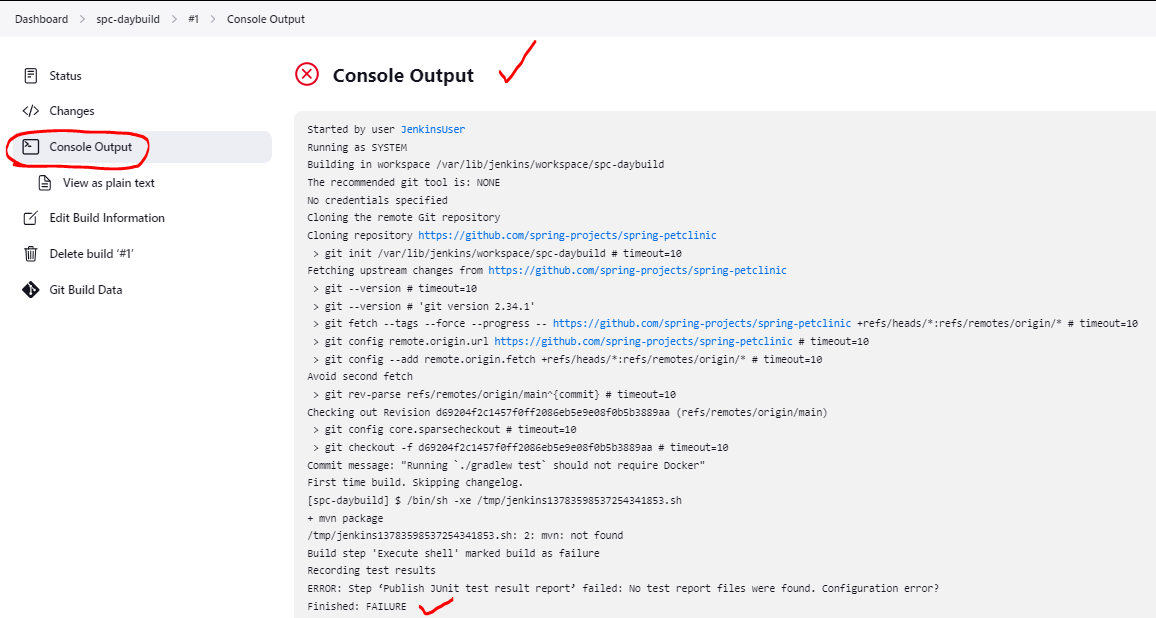 Dashboard > spc-daybuild > #1 > Console Output
Status
Changes
Console Output
View as plain text
Edit Build Information
Delete build ‘#1’
Git Build Data
Console Output
Started by user JenkinsUser
Running as SYSTEM
Building in workspace /var/lib/jenkins/workspace/spc-daybuild
The recommended git tool is: NONE
No credentials specified
Cloning the remote Git repository
Cloning repository https://github.com/spring-projects/spring-petclinic
> git init /var/lib/jenkins/workspace/spc-daybuild # timeout=10
Fetching upstream changes from https://github.com/spring-projects/spring-petclinic
> git --version # timeout=10
> git --version # 'git version 2.34.1'
> git fetch --tags --force --progress -- https://github.com/spring-projects/spring-petclinic +refs/heads/*:refs/remotes/origin/* # timeout=10
> git config remote.origin.url https://github.com/spring-projects/spring-petclinic # timeout=10
> git config --add remote.origin.fetch +refs/heads/*:refs/remotes/origin/* # timeout=10
Avoid second fetch
> git rev-parse refs/remotes/origin/main^{commit} # timeout=10
Checking out Revision d69204f2c1457f0ff2086eb5e9e08f0b5b3889aa (refs/remotes/origin/main)
> git config core.sparsecheckout # timeout=10
> git checkout -f d69204f2c1457f0ff2086eb5e9e08f0b5b3889aa # timeout=10
Commit message: "Running `./gradlew test` should not require Docker"
First time build. Skipping changelog.
[spc-daybuild] $ /bin/sh -xe /tmp/jenkins13783598537254341853.sh
+ mvn package
/tmp/jenkins13783598537254341853.sh: 2: mvn: not found
Build step 'Execute shell' marked build as failure
Recording test results
ERROR: Step ‘Publish JUnit test result report’ failed: No test report files were found. Configuration error?
Finished: FAILURE